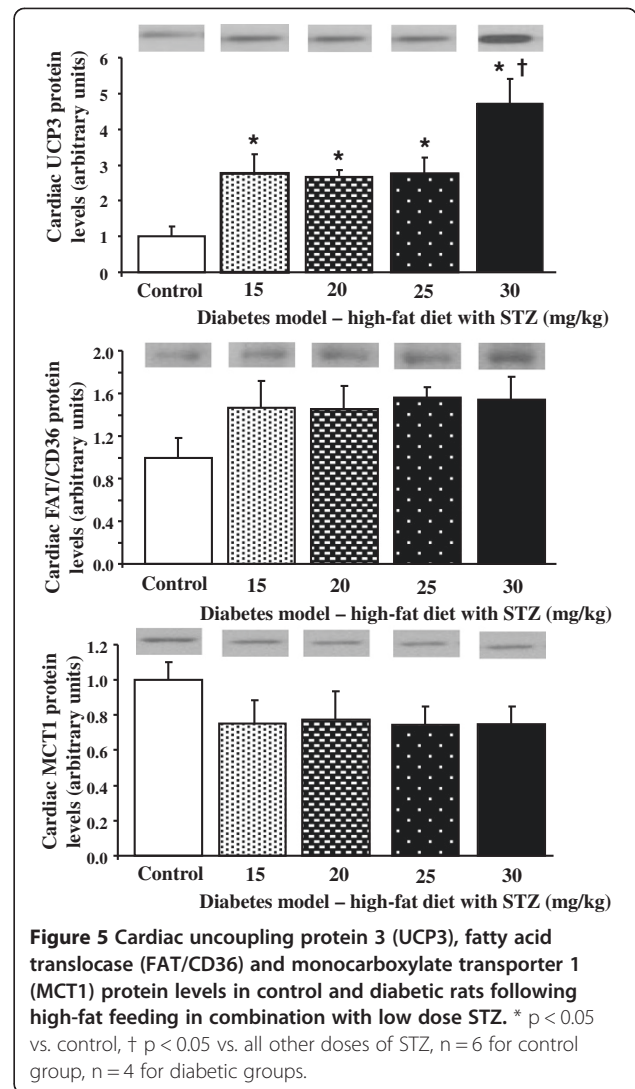 Cardiac UCP3 protein
levels (arbitrary units)
6
5
4
3
2
1
0
*
*
*
* †
Control 15 20 25 30
Diabetes model – high-fat diet with STZ (mg/kg)
Cardiac FAT/CD36 protein
levels (arbitrary units)
2.0
1.6
1.2
0.8
0.4
0.0
Control 15 20 25 30
Diabetes model – high-fat diet with STZ (mg/kg)
Cardiac MCT1 protein
levels (arbitrary units)
1.2
1.0
0.8
0.6
0.4
0.2
0.0
Control 15 20 25 30
Diabetes model – high-fat diet with STZ (mg/kg)
Figure 5 Cardiac uncoupling protein 3 (UCP3), fatty acid
translocase (FAT/CD36) and monocarboxylate transporter 1
(MCT1) protein levels in control and diabetic rats following
high-fat feeding in combination with low dose STZ. * p < 0.05
vs. control, † p < 0.05 vs. all other doses of STZ, n = 6 for control
group, n = 4 for diabetic groups.